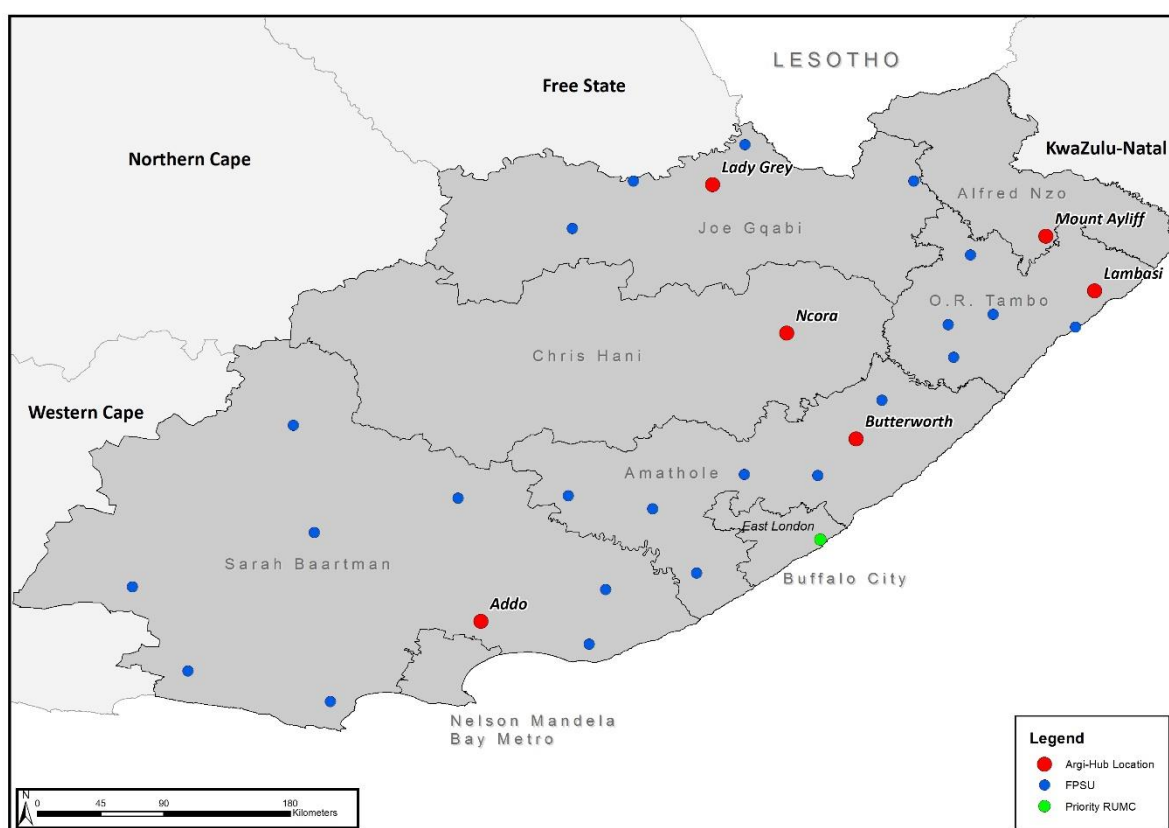 LESOTHO
Free State
Northern Cape
KwaZulu-Natal
Lady Grey
Alfred Nzo
Mount Ayliff
Joe Gqabi
Lambasi
O.R. Tambo
Ncora
Chris Hani
Western Cape
Butterworth
Amathole
East London
Sarah Baartman
Buffalo City
Addo
Nelson Mandela
Bay Metro
Legend
Argi-Hub Location
FPSU
Priority RUMC
N
0 45 90 180
Kilometers